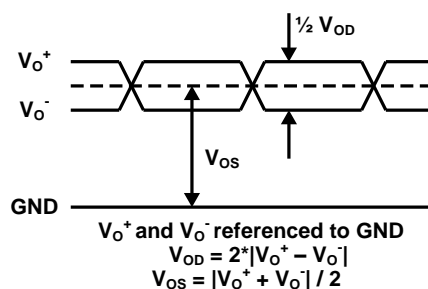 ½ V_OD
V_O⁺
V_O⁻
V_OS
GND
V_O⁺ and V_O⁻ referenced to GND
V_OD = 2*|V_O⁺ – V_O⁻|
V_OS = |V_O⁺ + V_O⁻| / 2